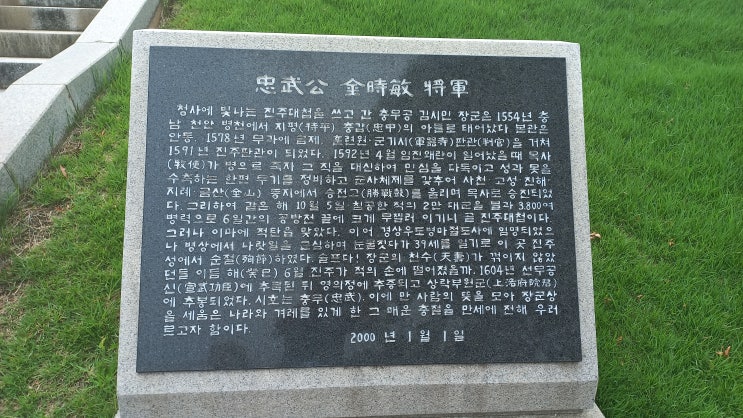 忠武公 金時敏 將軍
청사에 빛나는 진주대첩을 쓰고 간 충무공 김시민 장군은 1554년 충
남 천안 병천에서 지평(持平) 충갑(忠甲)의 아들로 태어났다. 본관은
안동. 1578년 무과에 급제, 훈련원·군기시(軍器寺)판관(判官)을 거쳐
1591년 진주판관이 되었다. 1592년 4월 임진왜란이 일어났을 때 목사
(牧使)가 병으로 죽자 그 직을 대신하여 민심을 다독이고 성과 못을
수축하는 한편 무기를 정비하고 군사체제를 갖추어 사천 고성 진해
지례 금산(金山) 등지에서 승전고(勝戰鼓)를 울리며 목사로 승진되었
다. 그리하여 같은 해 10월 5일 침공한 적의 2만 대군을 불과 3.800여
병력으로 6일간의 공방전 끝에 크게 무찔러 이기니 곧 진주대첩이다.
그러나 이마에 적탄을 맞았다. 이어 경상우도병마절도사에 임명되었으
나 병상에서 나랏일을 근심하며 눈물짓다가 39세를 일기로 이 곳 진주
성에서 순절(殉節)하였다. 슬프다! 장군의 천수(天壽)가 꺾이지 않았
던들 이듬 해(癸巳) 6월 진주가 적의 손에 떨어졌을까. 1604년 선무공
신(宣武功臣)에 추록된 뒤 영의정에 추증되고 상락부원군(上洛府院君)
에 추봉되었다. 시호는 충무(忠武). 이에 만 사람의 뜻을 모아 장군상
을 세움은 나라와 겨레를 있게 한 그 매운 충절을 만세에 전해 우러
르고자 함이다.
2000 년 1 월 1 일